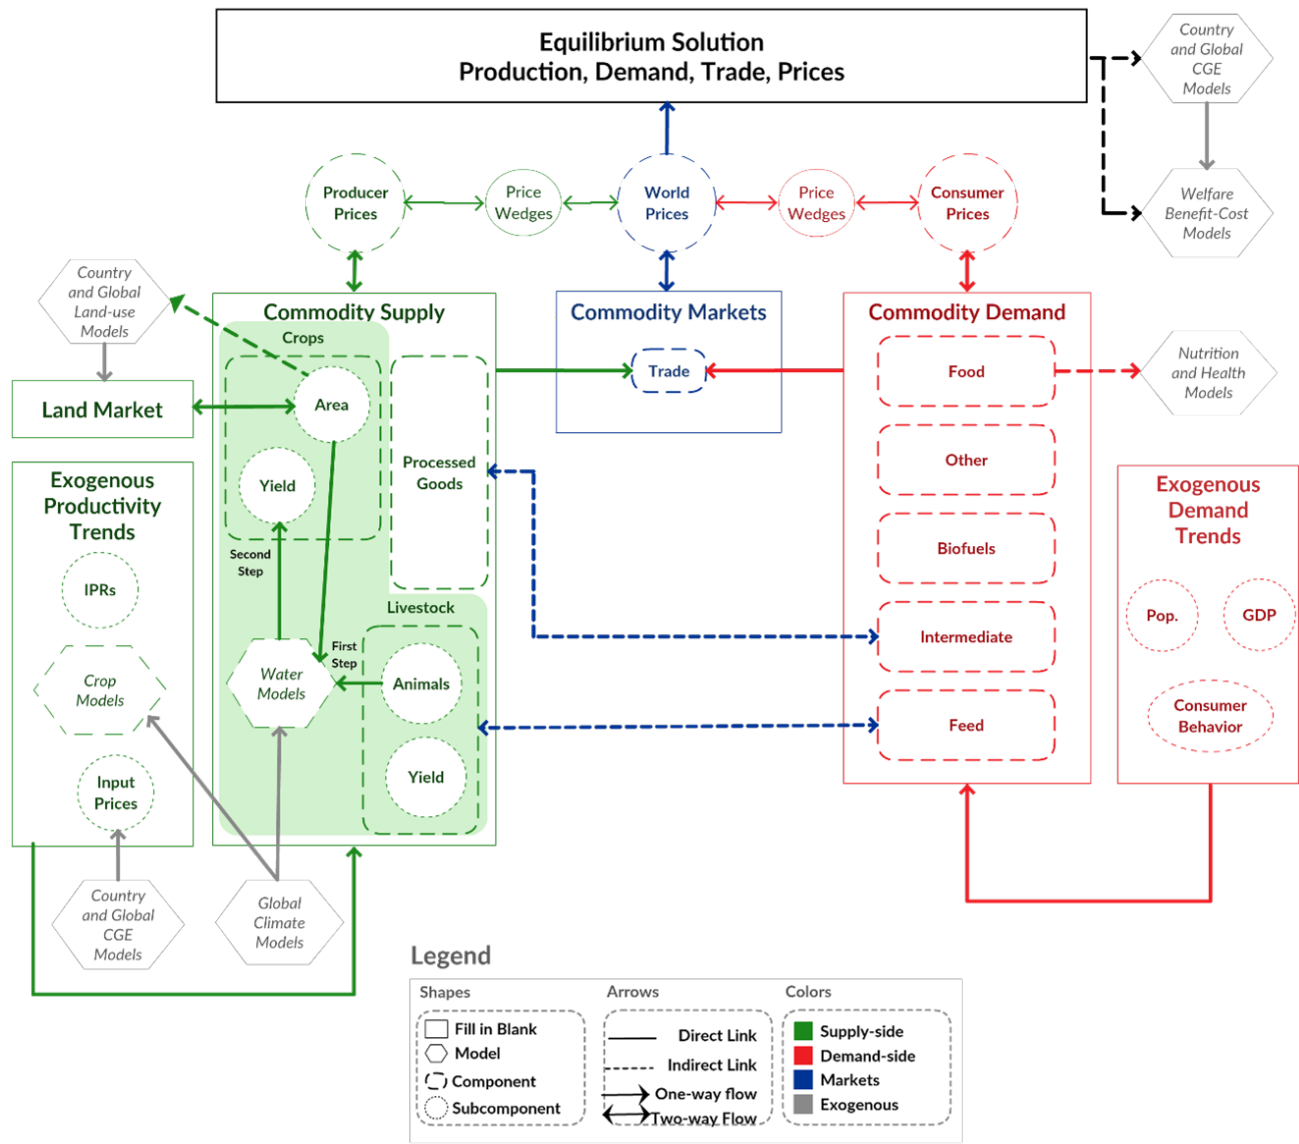 Equilibrium Solution
Production, Demand, Trade, Prices
Country
and Global
CGE
Models
Welfare
Benefit-Cost
Models
Producer
Prices
Price
Wedges
World
Prices
Price
Wedges
Consumer
Prices
Country
and Global
Land-use
Models
Land Market
Commodity Supply
Crops
Area
Yield
Processed
Goods
Second
Step
Livestock
First
Step
Water
Models
Animals
Yield
Commodity Markets
Trade
Commodity Demand
Food
Other
Biofuels
Intermediate
Feed
Nutrition
and Health
Models
Exogenous
Productivity
Trends
IPRs
Crop
Models
Input
Prices
Exogenous
Demand
Trends
Pop.
GDP
Consumer
Behavior
Country
and Global
CGE
Models
Global
Climate
Models
Legend
Shapes
Fill in Blank
Model
Component
Subcomponent
Arrows
Direct Link
Indirect Link
One-way flow
Two-way Flow
Colors
Supply-side
Demand-side
Markets
Exogenous